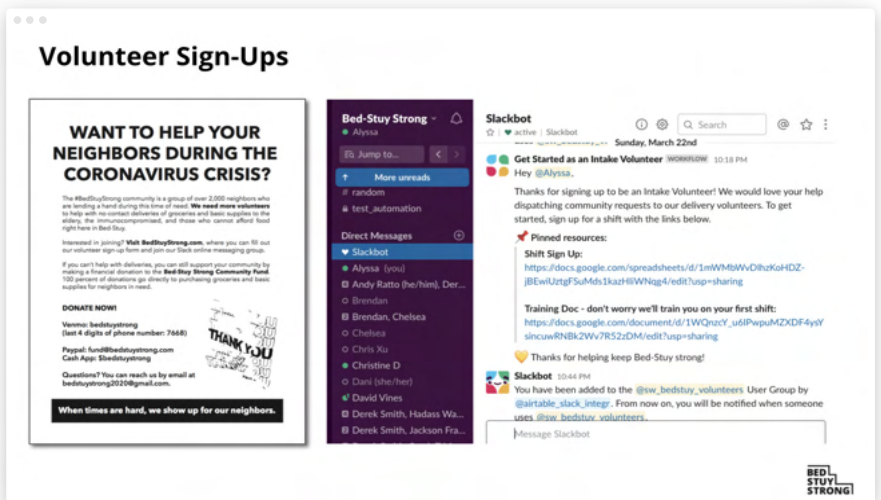 Volunteer Sign-Ups
WANT TO HELP YOUR
NEIGHBORS DURING THE
CORONAVIRUS CRISIS?
The #BedStuyStrong community is a group of over 2,000 neighbors who
are lending a hand during this time of need. We need more volunteers
to help with no-contact deliveries of groceries and basic supplies to the
eldery, the immunocompromised, and those who cannot afford food
right here in Bed-Stuy.
Interested in joining? Visit BedStuyStrong.com, where you can fill out
our volunteer sign-up form and join our Slack online messaging group.
If you can't help with deliveries, you can still support your community by
making a financial donation to the Bed-Stuy Strong Community Fund.
100 percent of donations go directly to purchasing groceries and basic
supplies for neighbors in need.
DONATE NOW!
Venmo: bedstuystrong
(last 4 digits of phone number: 7668)
Paypal: fund@bedstuystrong.com
Cash App: $bedstuystrong
Questions? You can reach us by email at
bedstuystrong2020@gmail.com.
THANK YOU
When times are hard, we show up for our neighbors.
Bed-Stuy Strong
Alyssa
Jump to...
More unreads
# random
test_automation
Direct Messages
Slackbot
Alyssa (you)
Andy Ratto (he/him), Der...
Brendan
Brendan, Chelsea
Chelsea
Chris Xu
Christine D
Dani (she/her)
David Vines
Derek Smith, Hadass Wa...
Derek Smith, Jackson Fra...
Slackbot
active | Slackbot
Search
Sunday, March 22nd
Get Started as an Intake Volunteer WORKFLOW 10:18 PM
Hey @Alyssa,
Thanks for signing up to be an Intake Volunteer! We would love your help
dispatching community requests to our delivery volunteers. To get
started, sign up for a shift with the links below.
Pinned resources:
Shift Sign Up:
https://docs.google.com/spreadsheets/d/1mWMbWvDlhzKoHDZ-
jBEwiUztgFSuMds1kazHliWNqg4/edit?usp=sharing
Training Doc - don't worry we'll train you on your first shift:
https://docs.google.com/document/d/1WQnzcY_u6IPwpuMZXDF4ysY
sincuwRNBk2Wv7R52zDM/edit?usp=sharing
Thanks for helping keep Bed-Stuy strong!
Slackbot 10:44 PM
You have been added to the @sw_bedstuy_volunteers User Group by
@airtable_slack_integr. From now on, you will be notified when someone
uses @sw_bedstuy_volunteers.
Message Slackbot
BED
STUY
STRONG